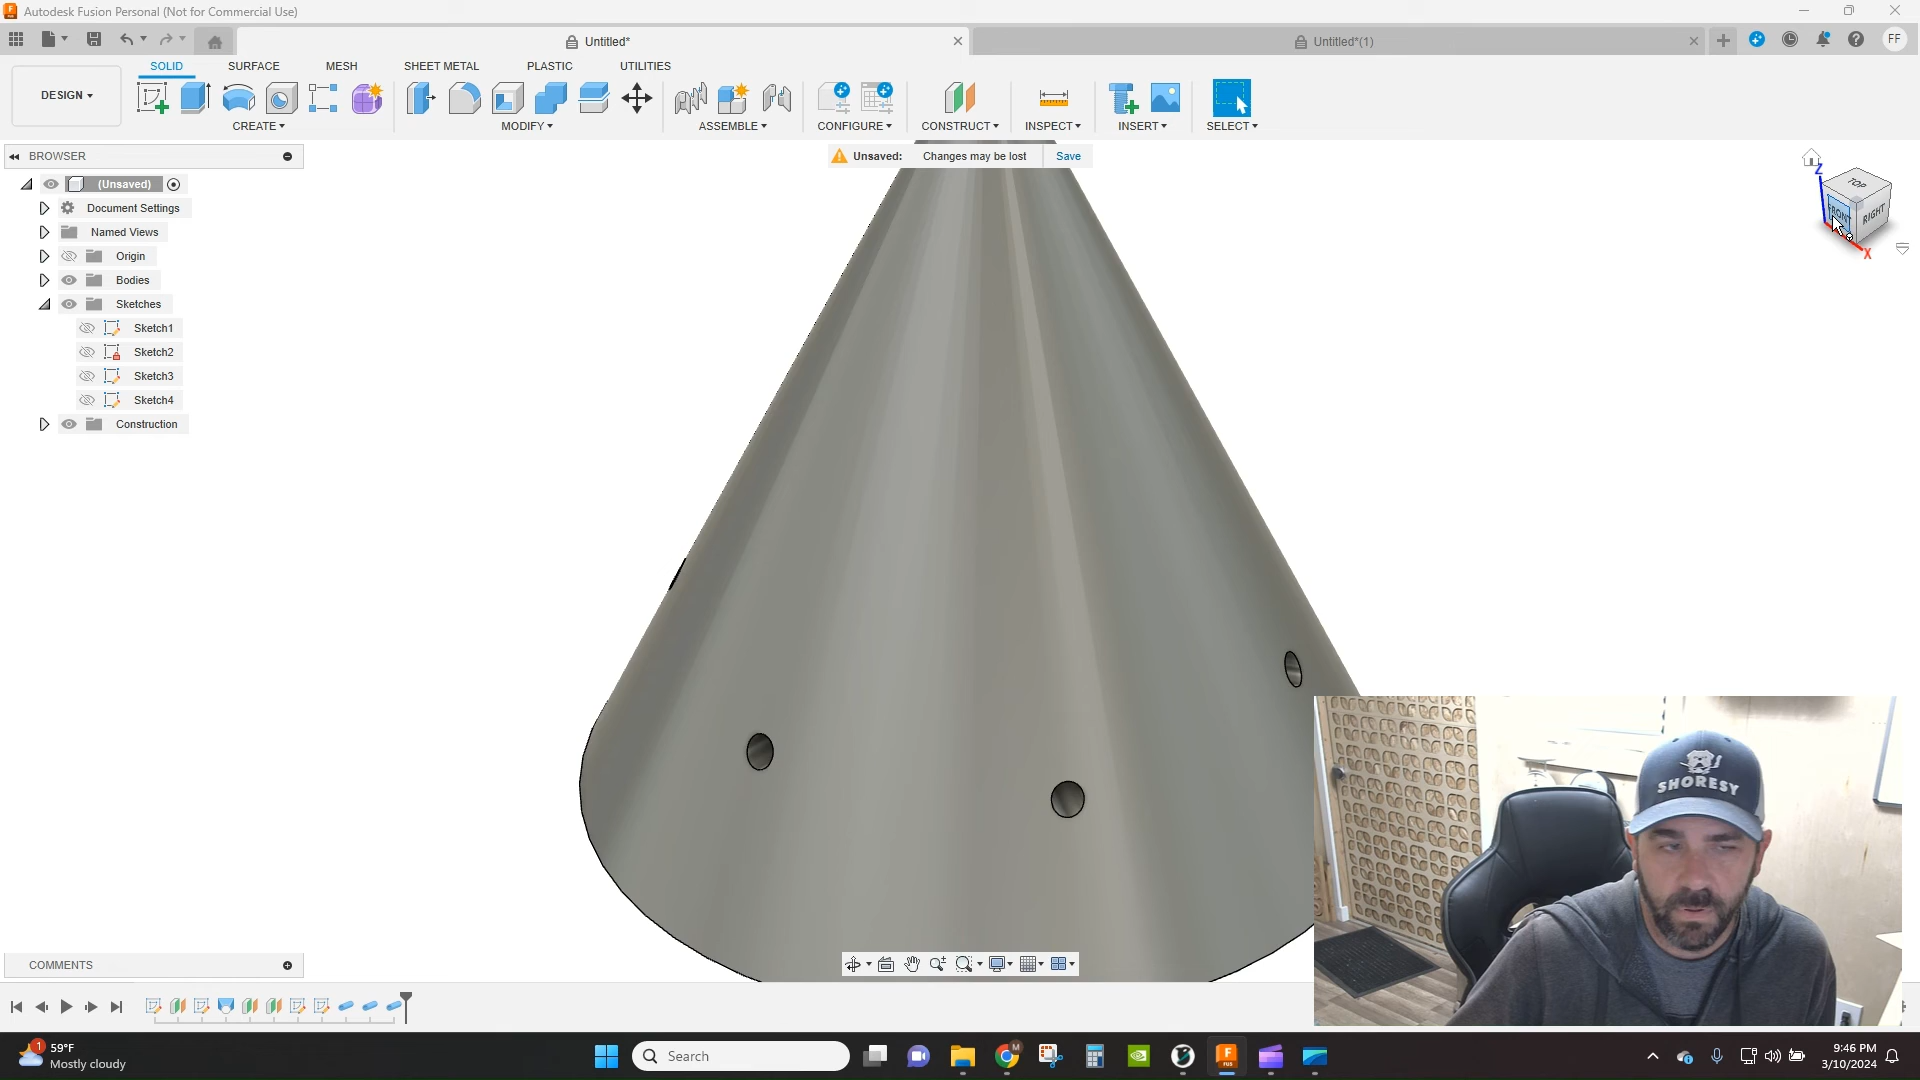 Autodesk Fusion Personal (Not for Commercial Use)
Untitled*
Untitled*(1)
FF
DESIGN
SOLID
SURFACE
MESH
SHEET METAL
PLASTIC
UTILITIES
CREATE
MODIFY
ASSEMBLE
CONFIGURE
CONSTRUCT
INSPECT
INSERT
SELECT
BROWSER
Unsaved: Changes may be lost Save
(Unsaved)
Document Settings
Named Views
Origin
Bodies
Sketches
Sketch1
Sketch2
Sketch3
Sketch4
Construction
Z
TOP
FRONT
RIGHT
X
SHORESY
COMMENTS
1
59°F
Mostly cloudy
Search
M
9:46 PM
3/10/2024